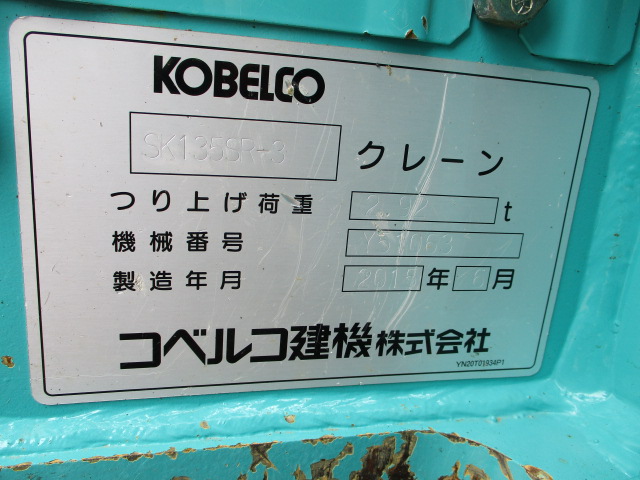 KOBELCO
SK135SR-3 クレーン
つり上げ荷重 t
機械番号
製造年月 年 月
コベルコ建機株式会社
YN20T01934P1